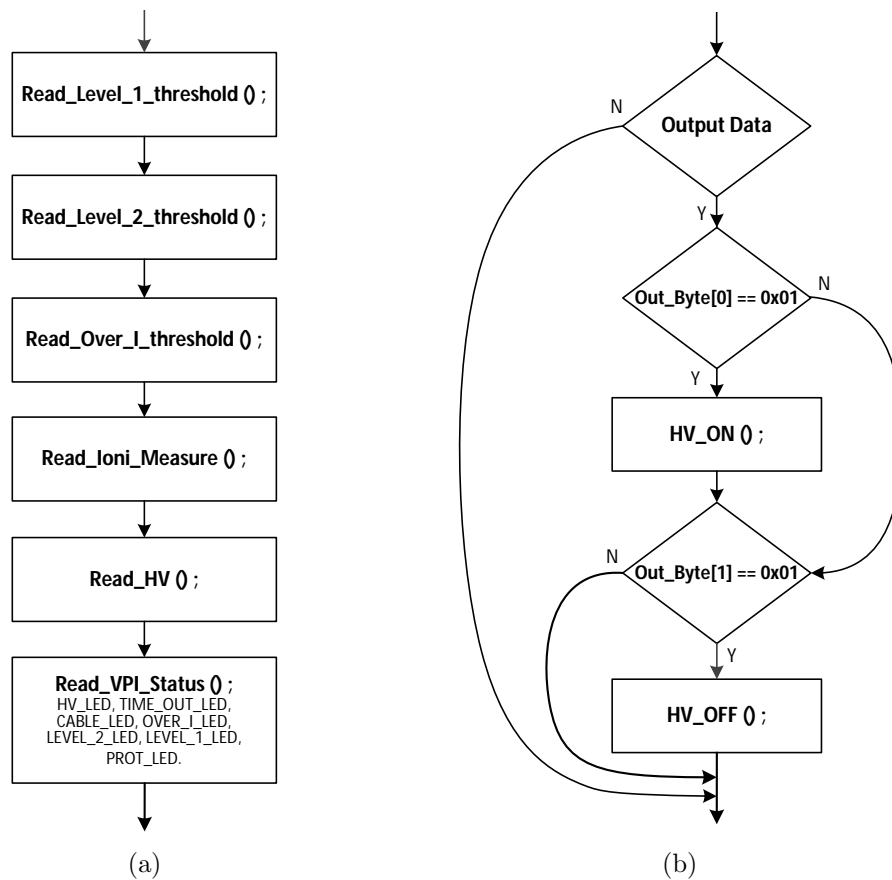 Read_Level_1_threshold () ;
Read_Level_2_threshold () ;
Read_Over_I_threshold () ;
Read_Ioni_Measure () ;
Read_HV () ;
Read_VPI_Status () ;
HV_LED, TIME_OUT_LED,
CABLE_LED, OVER_I_LED,
LEVEL_2_LED, LEVEL_1_LED,
PROT_LED.
(a)
Output Data
N
Y
Out_Byte[0] == 0x01
N
Y
HV_ON () ;
Out_Byte[1] == 0x01
N
Y
HV_OFF () ;
(b)